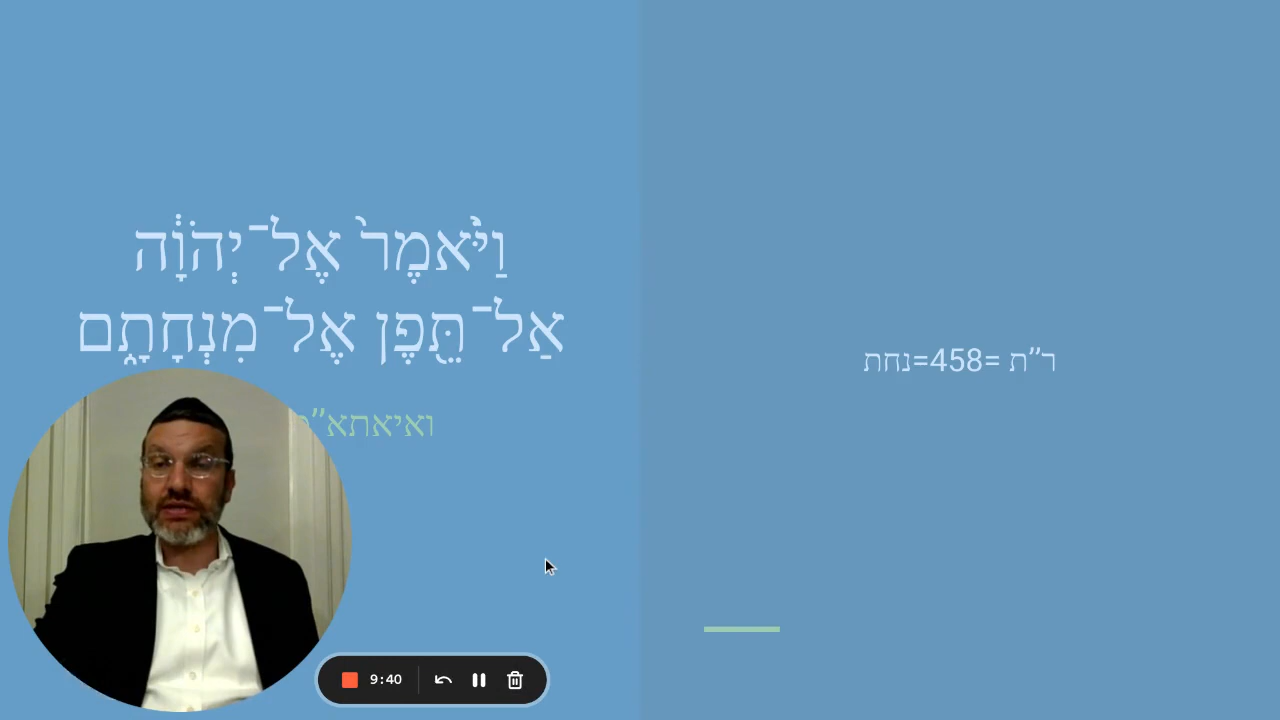 וַיֹּ֨אמֶר֙ אֶל־יְהֹוָ֔ה
אַל־תֵּ֖פֶן אֶל־מִנְחָתָ֑ם
ר״ת =458=נחת
9:40